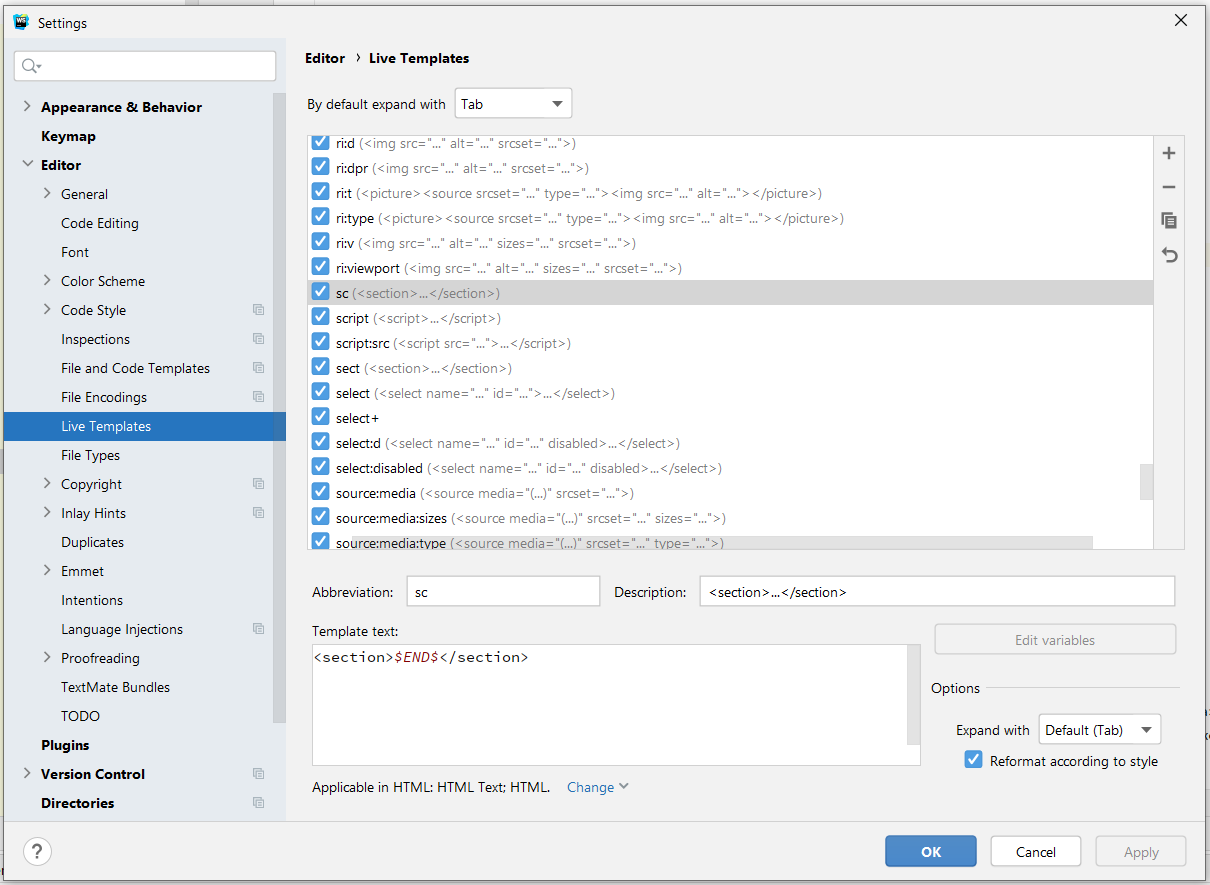 Settings
Appearance & Behavior
Keymap
Editor
General
Code Editing
Font
Color Scheme
Code Style
Inspections
File and Code Templates
File Encodings
Live Templates
File Types
Copyright
Inlay Hints
Duplicates
Emmet
Intentions
Language Injections
Proofreading
TextMate Bundles
TODO
Plugins
Version Control
Directories
Editor › Live Templates
By default expand with Tab
ri:d (<img src="..." alt="..." srcset="...">)
ri:dpr (<img src="..." alt="..." srcset="...">)
ri:t (<picture><source srcset="..." type="..."><img src="..." alt="..."></picture>)
ri:type (<picture><source srcset="..." type="..."><img src="..." alt="..."></picture>)
ri:v (<img src="..." alt="..." sizes="..." srcset="...">)
ri:viewport (<img src="..." alt="..." sizes="..." srcset="...">)
sc (<section>...</section>)
script (<script>...</script>)
script:src (<script src="...">...</script>)
sect (<section>...</section>)
select (<select name="..." id="...">...</select>)
select+
select:d (<select name="..." id="..." disabled>...</select>)
select:disabled (<select name="..." id="..." disabled>...</select>)
source:media (<source media="(...)" srcset="...">)
source:media:sizes (<source media="(...)" srcset="..." sizes="...">)
source:media:type (<source media="(...)" srcset="..." type="...">)
Abbreviation: sc Description: <section>...</section>
Template text:
<section>$END$</section>
Edit variables
Options
Expand with Default (Tab)
Reformat according to style
Applicable in HTML: HTML Text; HTML. Change
? OK Cancel Apply